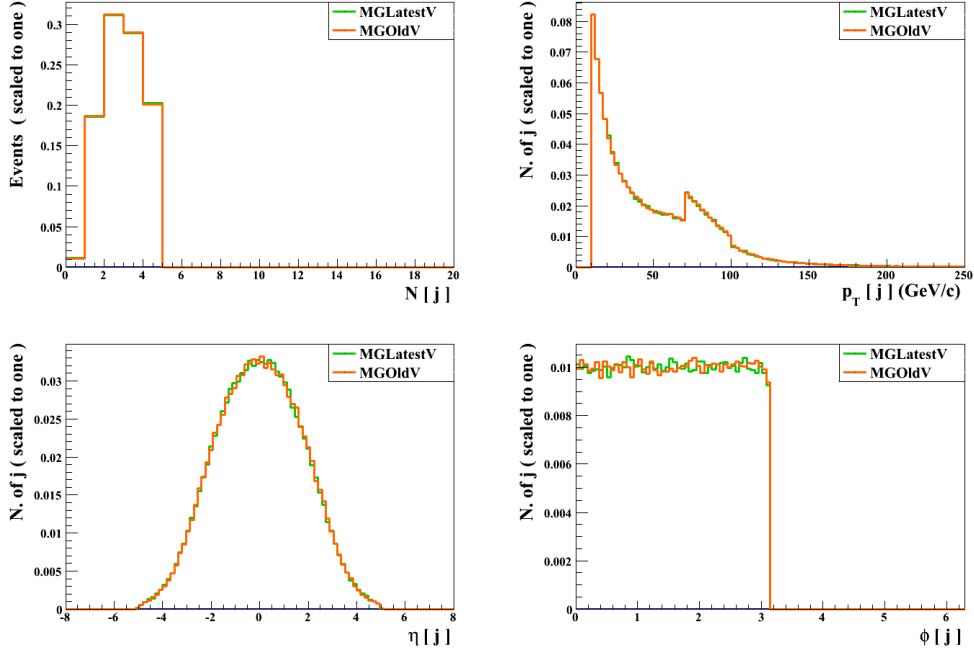 Events ( scaled to one )
0.3
0.25
0.2
0.15
0.1
0.05
0
MGLatestV
MGOldV
0 2 4 6 8 10 12 14 16 18 20
N [ j ]
N. of j ( scaled to one )
0.08
0.07
0.06
0.05
0.04
0.03
0.02
0.01
0
MGLatestV
MGOldV
0 50 100 150 200 250
p_T [ j ] (GeV/c)
N. of j ( scaled to one )
0.03
0.025
0.02
0.015
0.01
0.005
0
MGLatestV
MGOldV
-8 -6 -4 -2 0 2 4 6 8
η [ j ]
N. of j ( scaled to one )
0.01
0.008
0.006
0.004
0.002
0
MGLatestV
MGOldV
0 1 2 3 4 5 6
ϕ [ j ]